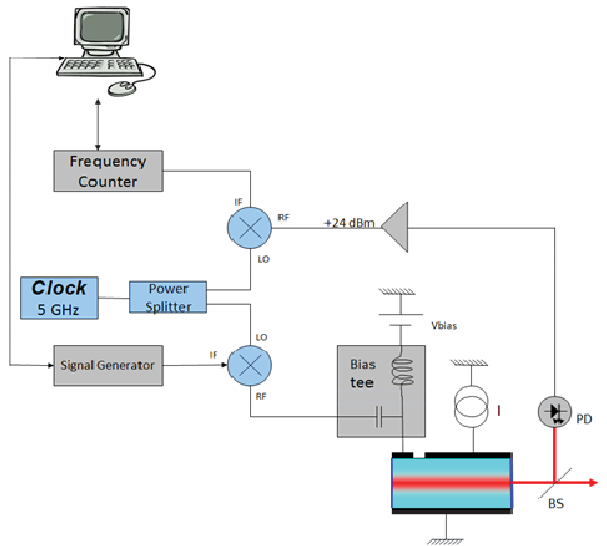 Frequency
Counter
IF
RF
+24 dBm
LO
Clock
5 GHz
Power
Splitter
Vbias
LO
Signal Generator
IF
Bias
tee
RF
I
PD
BS